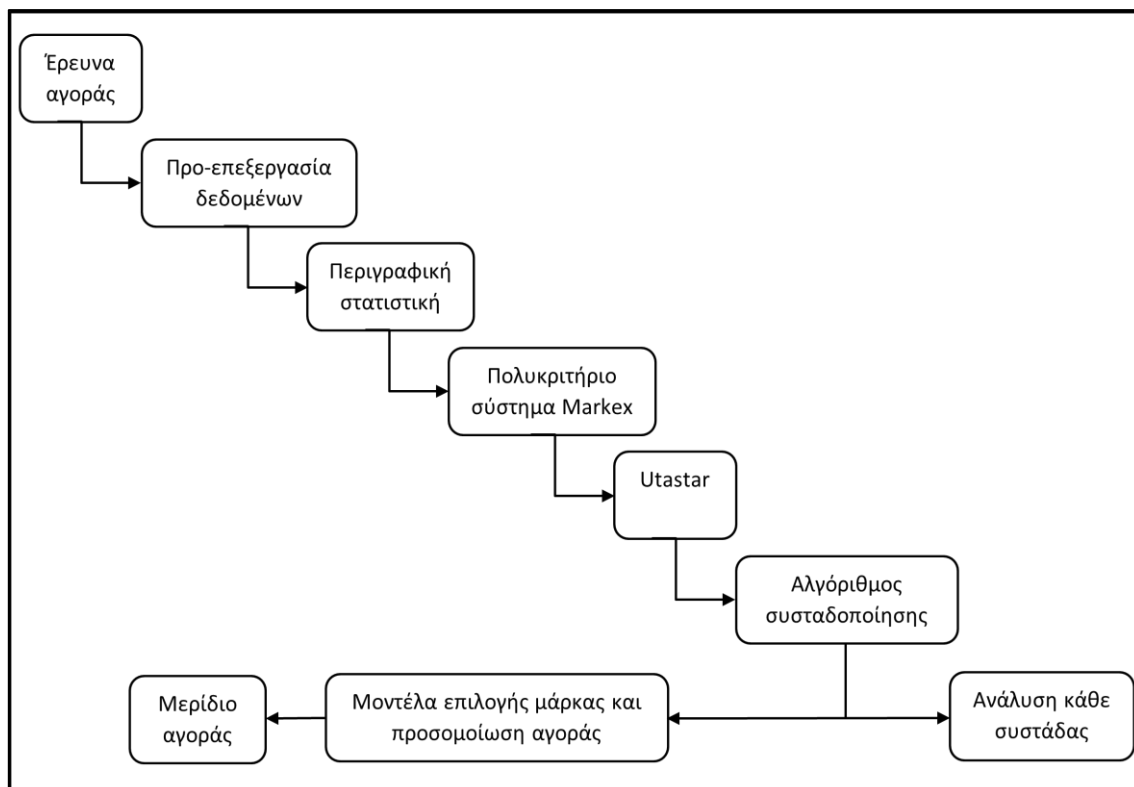 Έρευνα
αγοράς
Προ-επεξεργασία
δεδομένων
Περιγραφική
στατιστική
Πολυκριτήριο
σύστημα Markex
Utastar
Αλγόριθμος
συσταδοποίησης
Μερίδιο
αγοράς
Μοντέλα επιλογής μάρκας και
προσομοίωση αγοράς
Ανάλυση κάθε
συστάδας